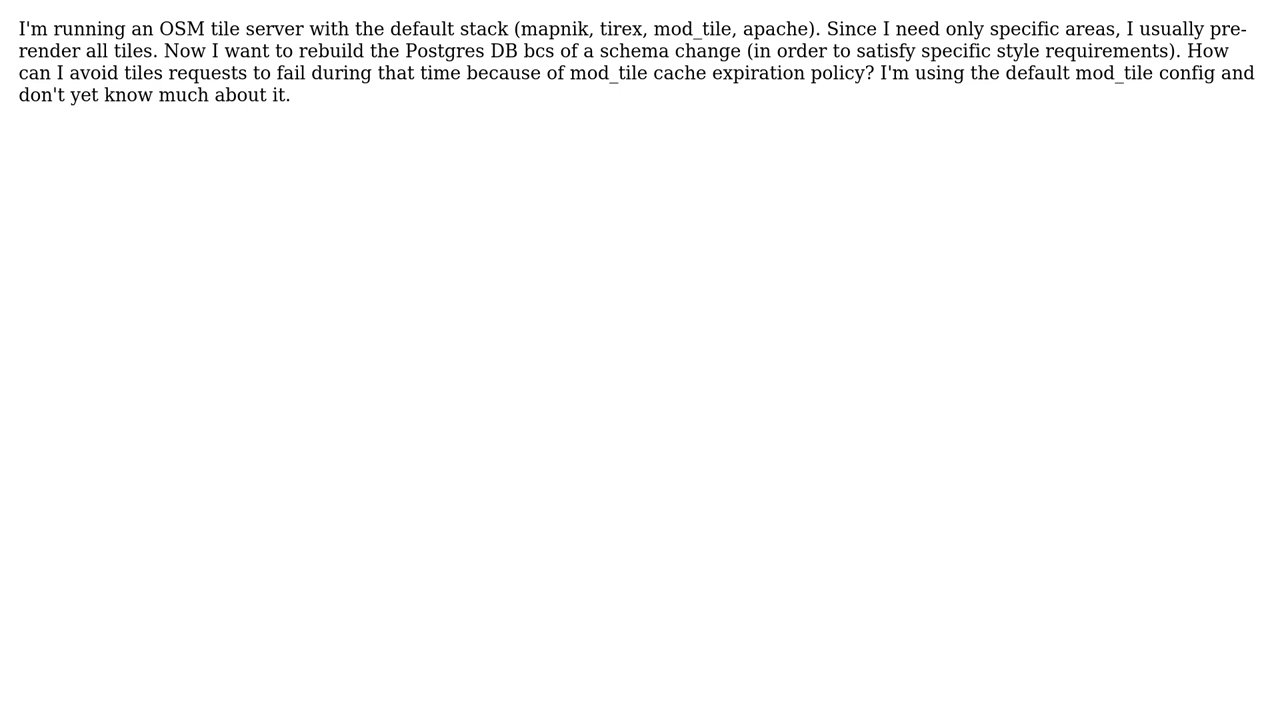 I'm running an OSM tile server with the default stack (mapnik, tirex, mod_tile, apache). Since I need only specific areas, I usually pre-
render all tiles. Now I want to rebuild the Postgres DB bcs of a schema change (in order to satisfy specific style requirements). How
can I avoid tiles requests to fail during that time because of mod_tile cache expiration policy? I'm using the default mod_tile config and
don't yet know much about it.